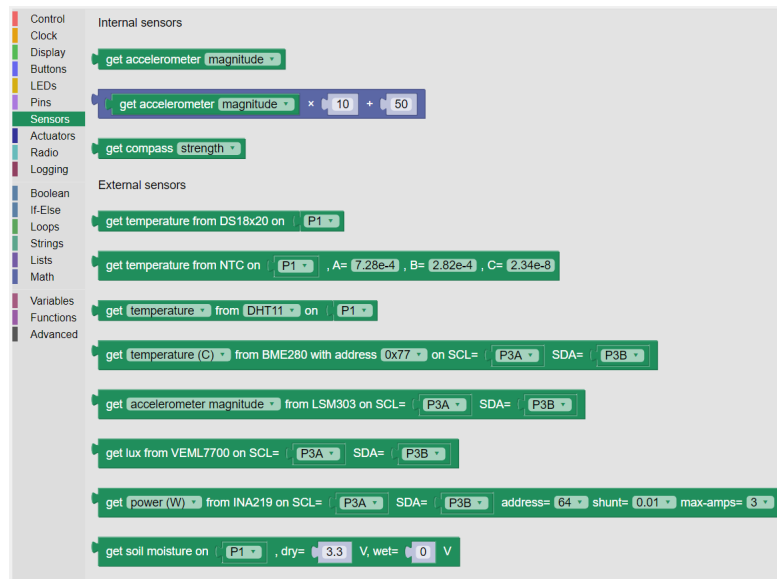 Control
Clock
Display
Buttons
LEDs
Pins
Sensors
Actuators
Radio
Logging
Boolean
If-Else
Loops
Strings
Lists
Math
Variables
Functions
Advanced
Internal sensors
get accelerometer magnitude
get accelerometer magnitude × 10 + 50
get compass strength
External sensors
get temperature from DS18x20 on P1
get temperature from NTC on P1 , A= 7.28e-4 , B= 2.82e-4 , C= 2.34e-8
get temperature from DHT11 on P1
get temperature (C) from BME280 with address 0x77 on SCL= P3A SDA= P3B
get accelerometer magnitude from LSM303 on SCL= P3A SDA= P3B
get lux from VEML7700 on SCL= P3A SDA= P3B
get power (W) from INA219 on SCL= P3A SDA= P3B address= 64 shunt= 0.01 max-amps= 3
get soil moisture on P1 , dry= 3.3 V, wet= 0 V